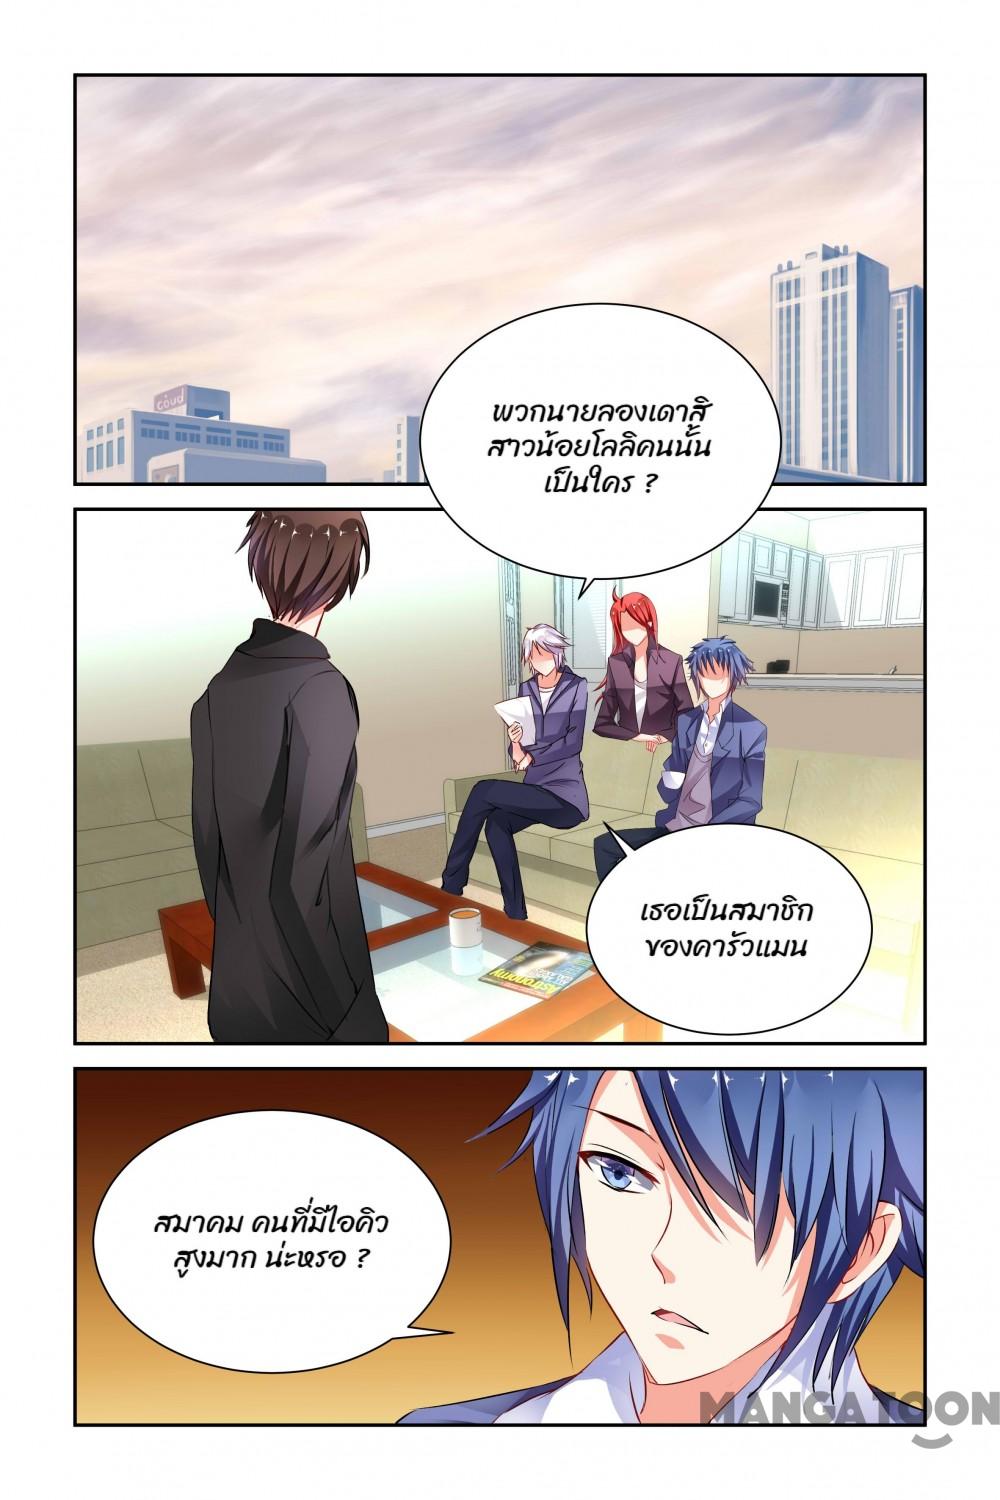 coud
พวกนายลองเดาสิ
สาวน้อยโลลิคนนั้น
เป็นใคร ?
เธอเป็นสมาชิก
ของคารัวแมน
Astronomy
สมาคม คนที่มีไอคิว
สูงมาก น่ะหรอ ?
MANGATOON